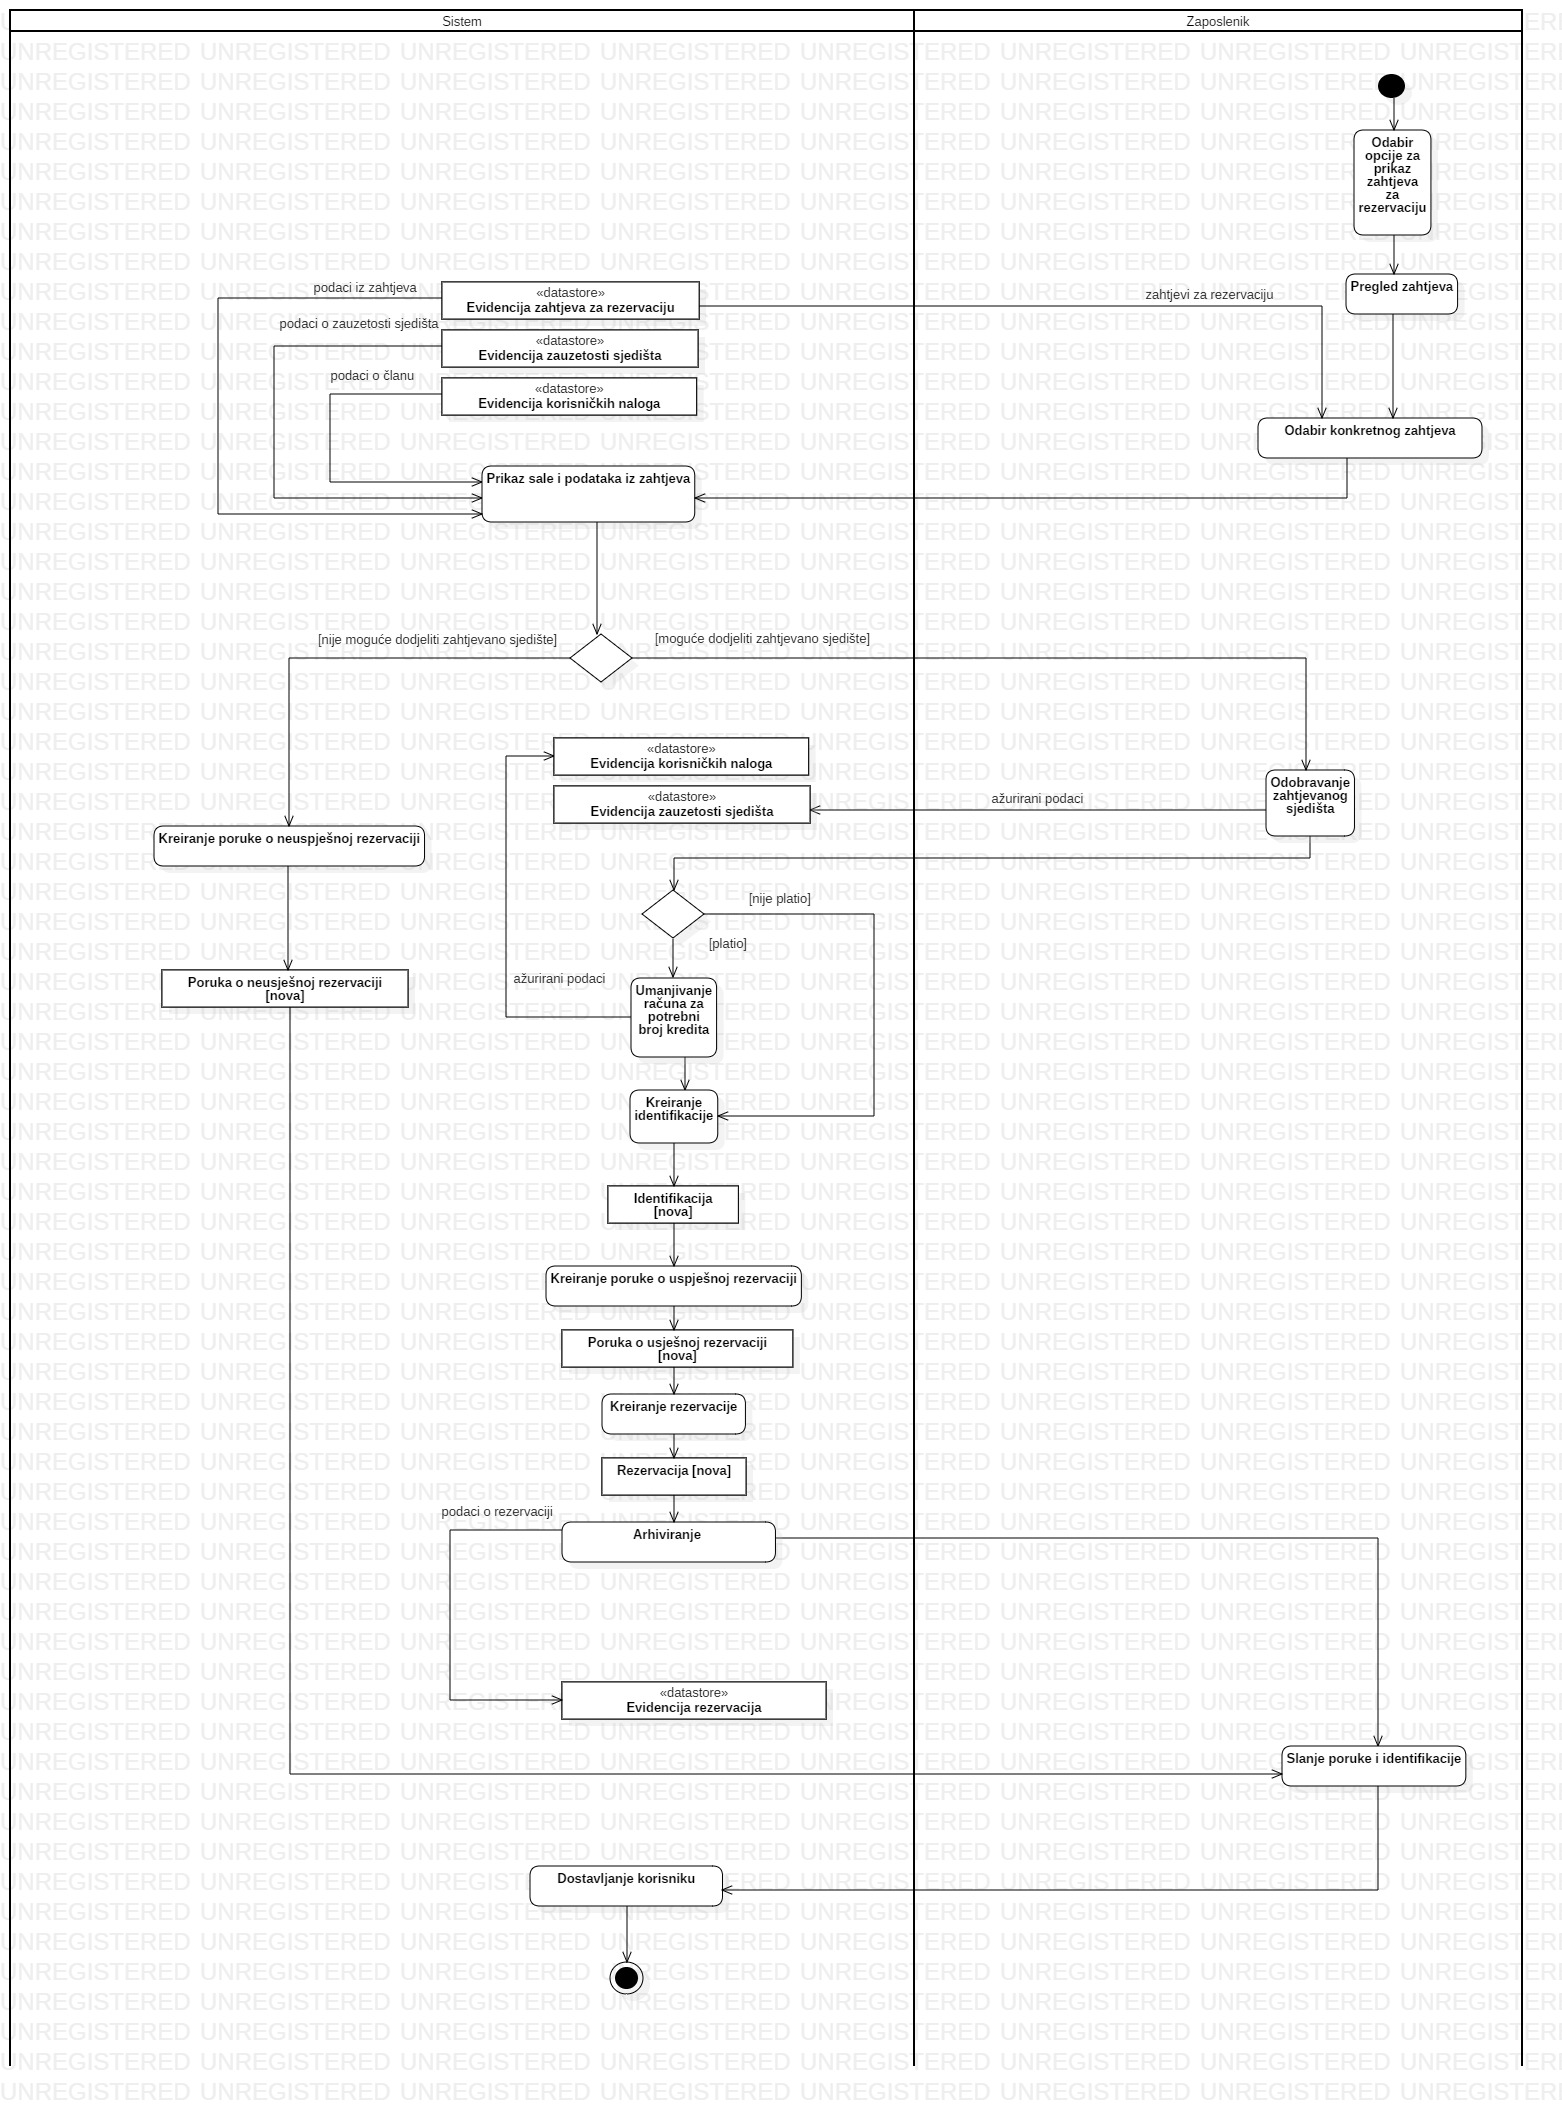 Sistem
Zaposlenik
Odabir
opcije za
prikaz
zahtjeva
za
rezervaciju
Pregled zahtjeva
podaci iz zahtjeva
«datastore»
Evidencija zahtjeva za rezervaciju
zahtjevi za rezervaciju
podaci o zauzetosti sjedišta
«datastore»
Evidencija zauzetosti sjedišta
podaci o članu
«datastore»
Evidencija korisničkih naloga
Odabir konkretnog zahtjeva
Prikaz sale i podataka iz zahtjeva
[nije moguće dodjeliti zahtjevano sjedište]
[moguće dodjeliti zahtjevano sjedište]
«datastore»
Evidencija korisničkih naloga
«datastore»
Evidencija zauzetosti sjedišta
ažurirani podaci
Odobravanje
zahtjevanog
sjedišta
Kreiranje poruke o neuspješnoj rezervaciji
[nije platio]
[platio]
ažurirani podaci
Poruka o neusješnoj rezervaciji
[nova]
Umanjivanje
računa za
potrebni
broj kredita
Kreiranje
identifikacije
Identifikacija
[nova]
Kreiranje poruke o uspješnoj rezervaciji
Poruka o usješnoj rezervaciji
[nova]
Kreiranje rezervacije
Rezervacija [nova]
podaci o rezervaciji
Arhiviranje
«datastore»
Evidencija rezervacija
Slanje poruke i identifikacije
Dostavljanje korisniku
UNREGISTERED